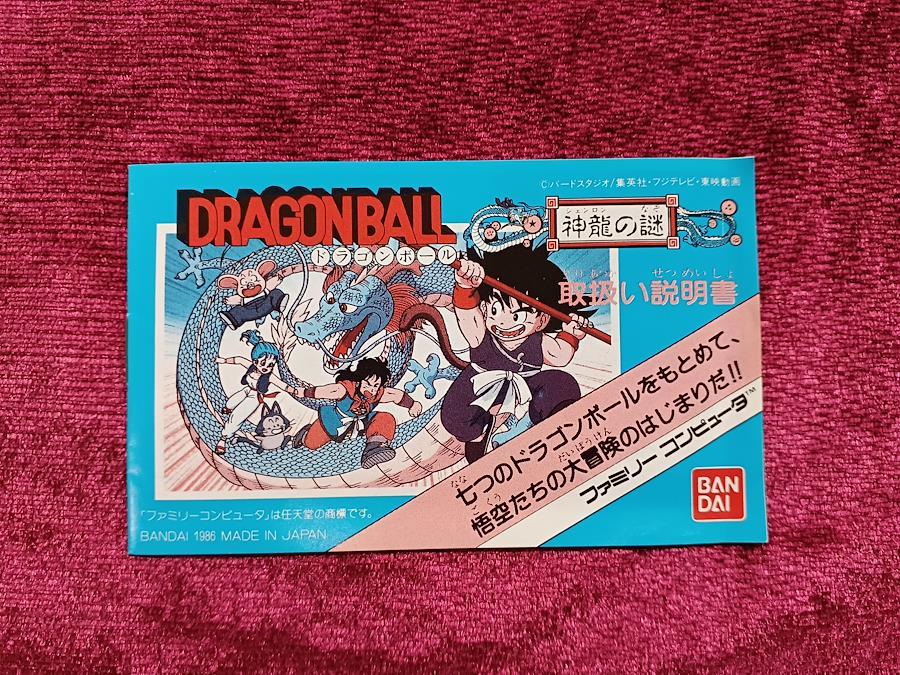 ©バードスタジオ/集英社・フジテレビ・東映動画
DRAGON BALL
ドラゴンボール
シェンロン なぞ
神龍の謎
とり あつか せつ めい しょ
取扱い説明書
なな
七つのドラゴンボールをもとめて、
ごくう だいぼうけん
悟空たちの大冒険のはじまりだ!!
ファミリー コンピュータ™
BAN
DAI
「ファミリーコンピュータ」は任天堂の商標です。
BANDAI 1986 MADE IN JAPAN